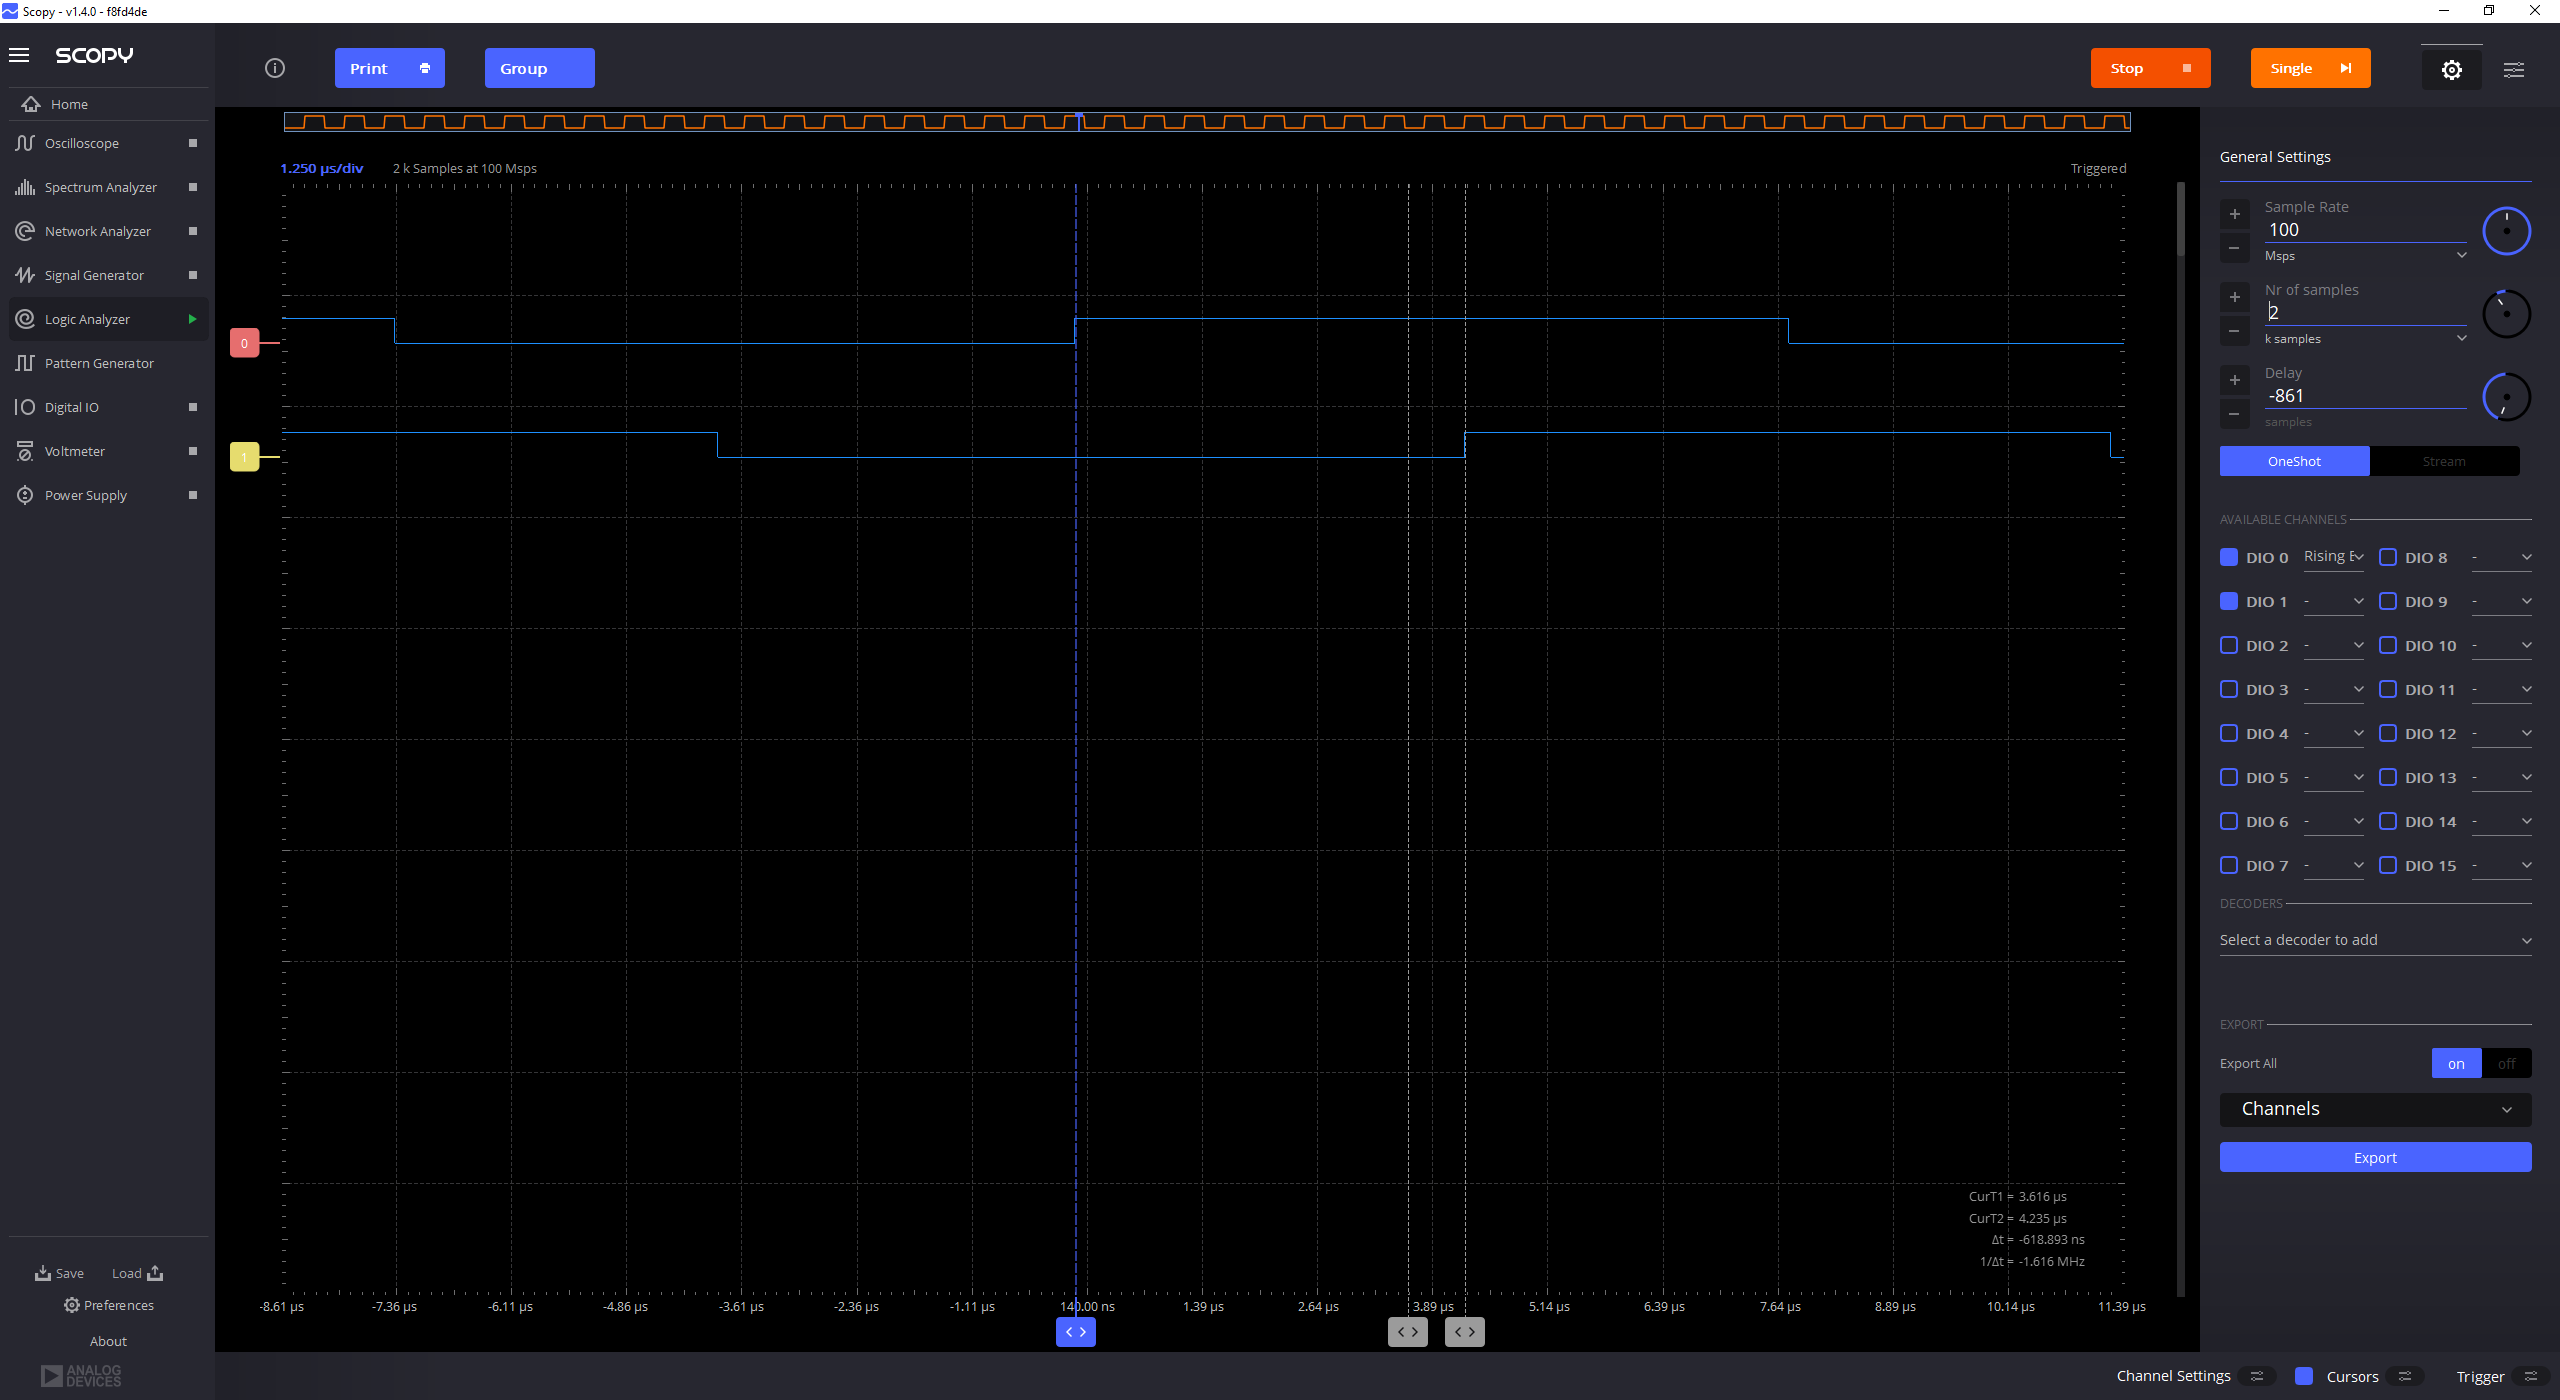 Scopy - v1.4.0 - f8fd4de
SCOPY
Print
Group
Stop
Single
Home
Oscilloscope
Spectrum Analyzer
Network Analyzer
Signal Generator
Logic Analyzer
Pattern Generator
Digital IO
Voltmeter
Power Supply
Save
Load
Preferences
About
ANALOG
DEVICES
1.250 µs/div 2 k Samples at 100 Msps Triggered
0
1
CurT1 = 3.616 µs
CurT2 = 4.235 µs
Δt = -618.893 ns
1/Δt = -1.616 MHz
-8.61 µs -7.36 µs -6.11 µs -4.86 µs -3.61 µs -2.36 µs -1.11 µs 140.00 ns 1.39 µs 2.64 µs 3.89 µs 5.14 µs 6.39 µs 7.64 µs 8.89 µs 10.14 µs 11.39 µs
General Settings
Sample Rate
100
Msps
Nr of samples
2
k samples
Delay
-861
samples
OneShot Stream
AVAILABLE CHANNELS
DIO 0 Rising E DIO 8 -
DIO 1 - DIO 9 -
DIO 2 - DIO 10 -
DIO 3 - DIO 11 -
DIO 4 - DIO 12 -
DIO 5 - DIO 13 -
DIO 6 - DIO 14 -
DIO 7 - DIO 15 -
DECODERS
Select a decoder to add
EXPORT
Export All on off
Channels
Export
Channel Settings Cursors Trigger